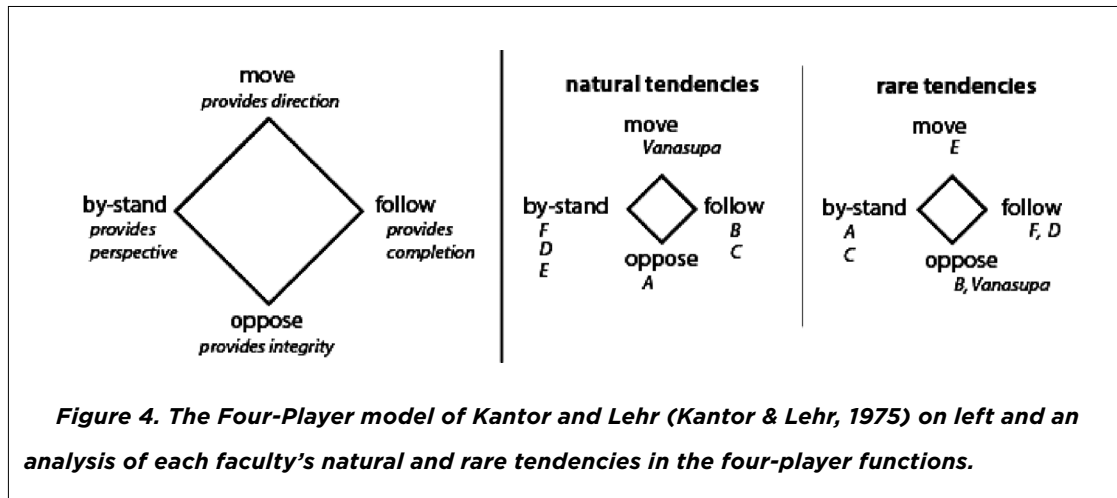 move
provides direction
by-stand
provides
perspective
follow
provides
completion
oppose
provides integrity
natural tendencies
move
Vanasupa
by-stand
F
D
E
follow
B
C
oppose
A
rare tendencies
move
E
by-stand
A
C
follow
F, D
oppose
B, Vanasupa
Figure 4. The Four-Player model of Kantor and Lehr (Kantor & Lehr, 1975) on left and an
analysis of each faculty's natural and rare tendencies in the four-player functions.